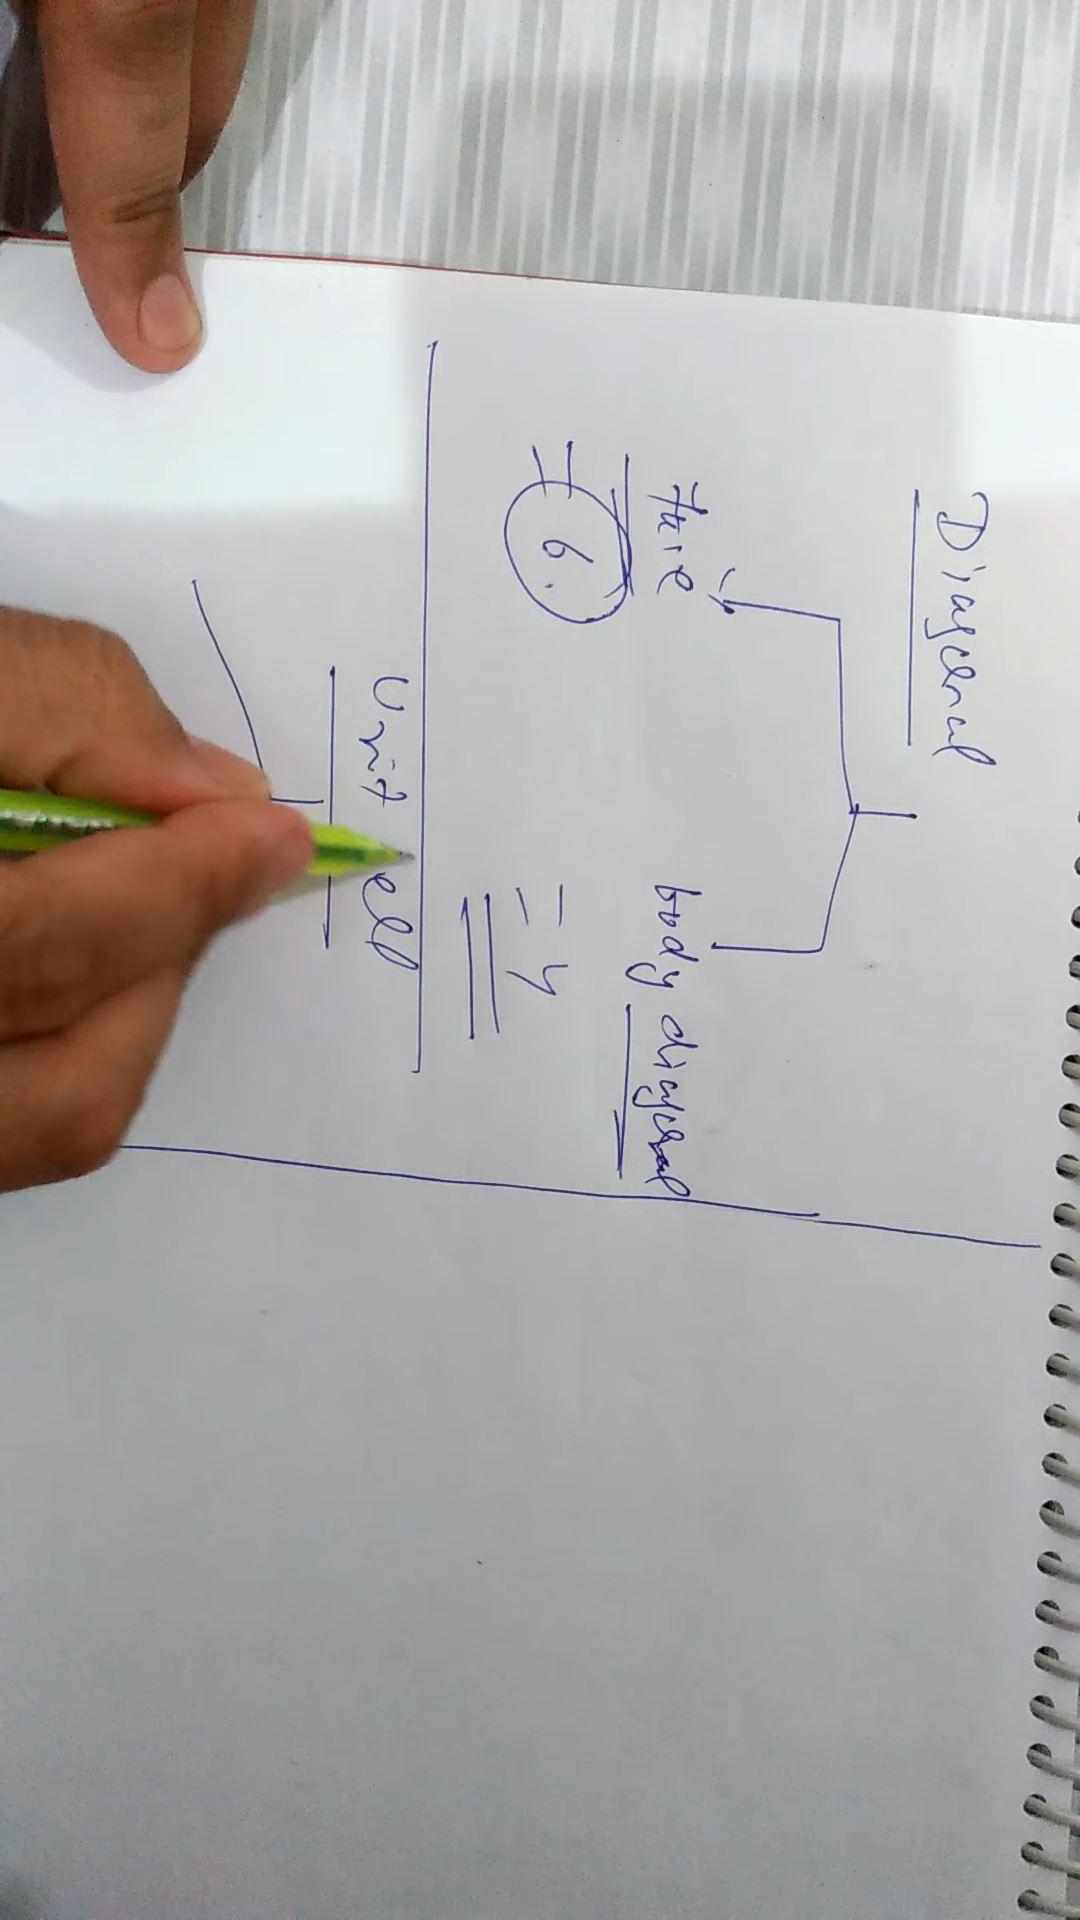 Diagonal
face body diagonal
= 6. = 4
Unit cell